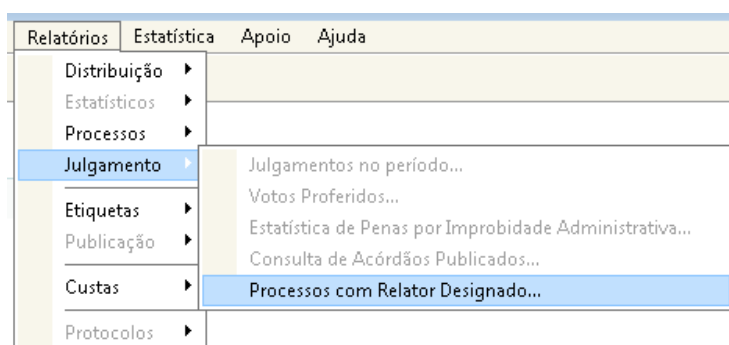 Relatórios Estatística Apoio Ajuda
Distribuição
Estatísticos
Processos
Julgamento
Julgamentos no período...
Votos Proferidos...
Estatística de Penas por Improbidade Administrativa...
Consulta de Acórdãos Publicados...
Processos com Relator Designado...
Etiquetas
Publicação
Custas
Protocolos